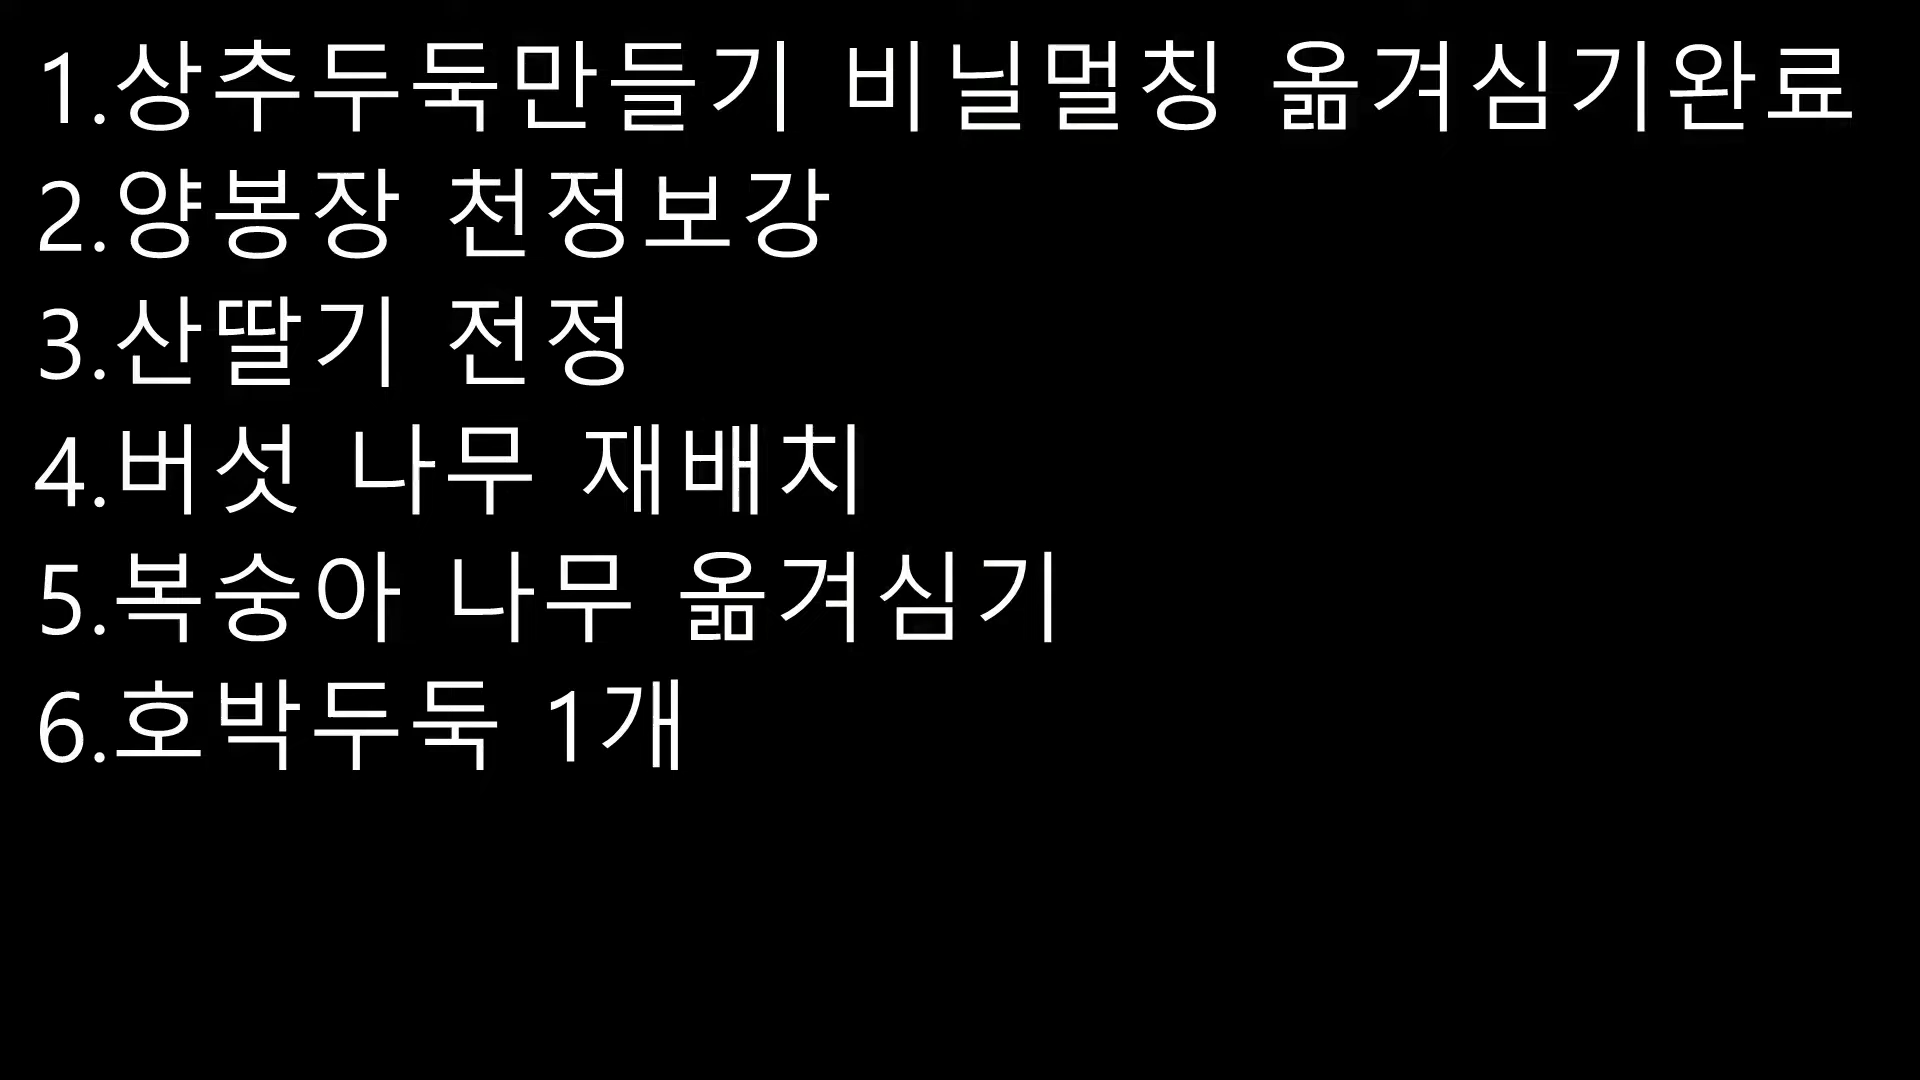 1.상추두둑만들기 비닐멀칭 옮겨심기완료
2.양봉장 천정보강
3.산딸기 전정
4.버섯 나무 재배치
5.복숭아 나무 옮겨심기
6.호박두둑 1개